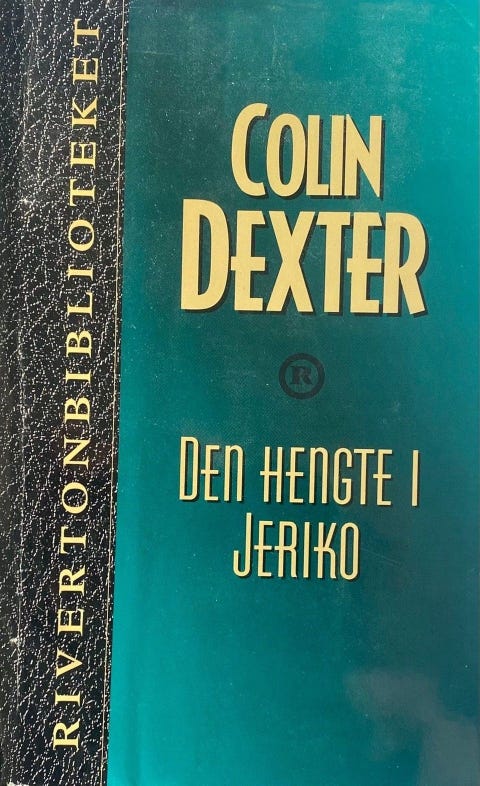 RIVERTONBIBLIOTEKET
COLIN
DEXTER
R
DEN HENGTE I
JERIKO